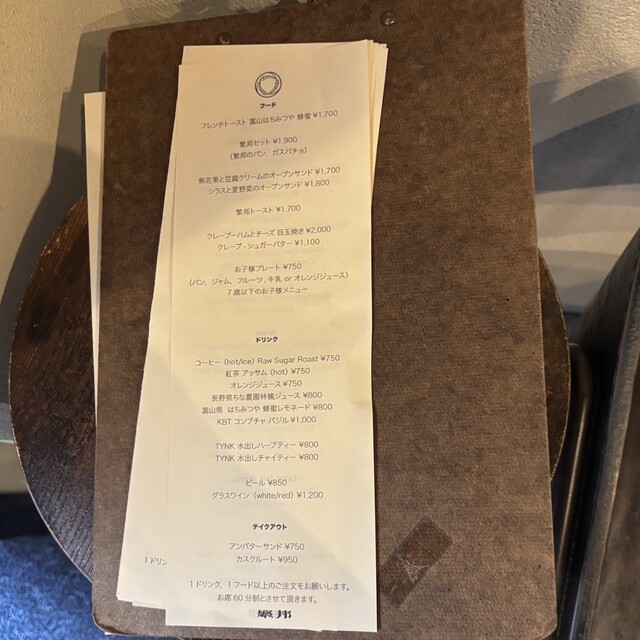 フード
フレンチトースト 富山はちみつや 蜂蜜 ¥1,700
繁邦セット ¥1,900
(繁邦のパン、ガスパチョ)
無花果と豆腐クリームのオープンサンド ¥1,700
シラスと夏野菜のオープンサンド ¥1,800
繁邦トースト ¥1.700
クレープーハムとチーズ 目玉焼き ¥2,000
クレープ - シュガーバター ¥1,100
お子様プレート ¥750
(パン、ジャム、フルーツ、牛乳 or オレンジジュース)
7歳以下のお子様メニュー
ドリンク
コーヒー (hot/ice) Raw Sugar Roast ¥750
紅茶 アッサム (hot) ¥750
オレンジジュース ¥750
長野県ちな農園林檎ジュース ¥800
富山県 はちみつや 蜂蜜レモネード ¥800
KBT コンブチャ バジル ¥1,000
TYNK 水出しハーブティー ¥800
TYNK 水出しチャイティー ¥800
ビール ¥850
グラスワイン (white/red) ¥1,200
テイクアウト
アンバターサンド ¥750
カスクルート ¥950
1ドリンク、1フード以上のご注文をお願いします。
お席60分制とさせて頂きます。
繁邦
1ドリン